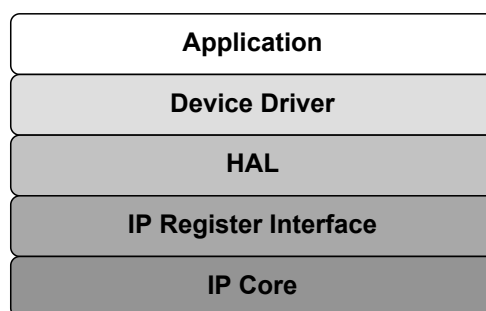 Application
Device Driver
HAL
IP Register Interface
IP Core